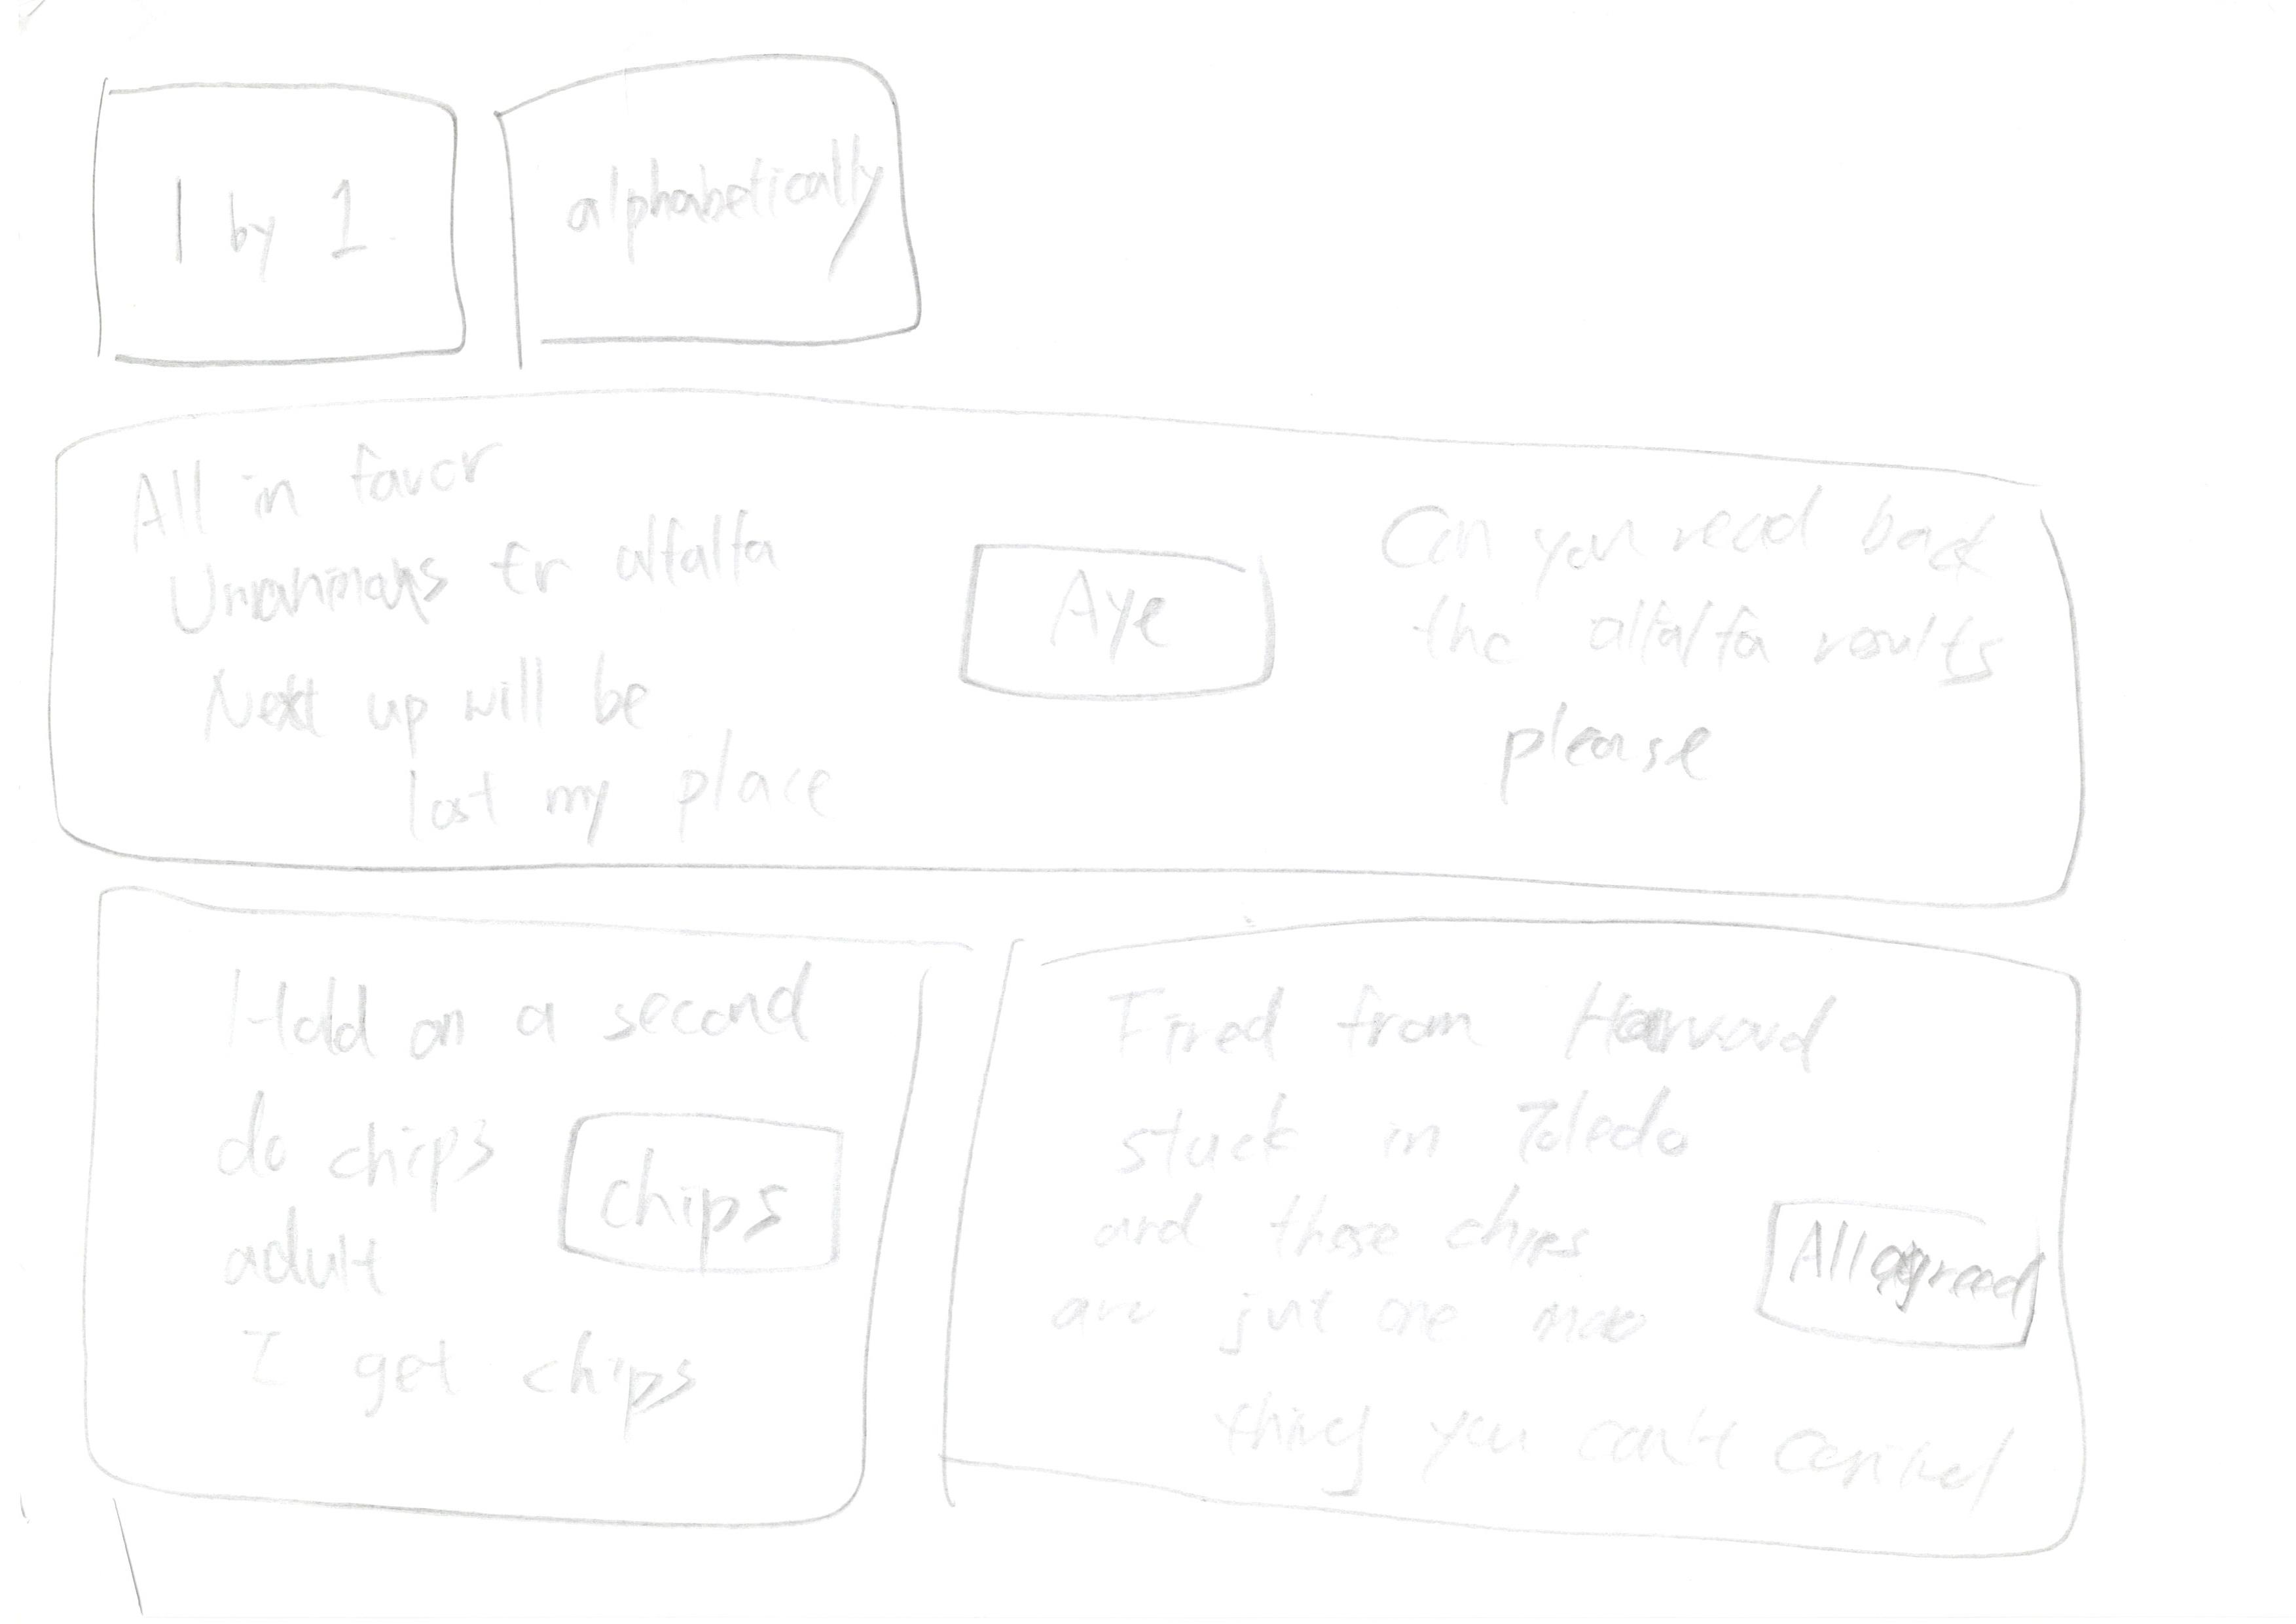 1 by 1
alphabetically
All in favor
Unanimous for alfalfa
Next up will be
lost my place
Aye
Can you read back
the alfalfa results
please
Hold on a second
do chips
adult
I get chips
chips
Fired from Harvard
stuck in Toledo
and those chips
are just one more
thing you can't control
All agreed